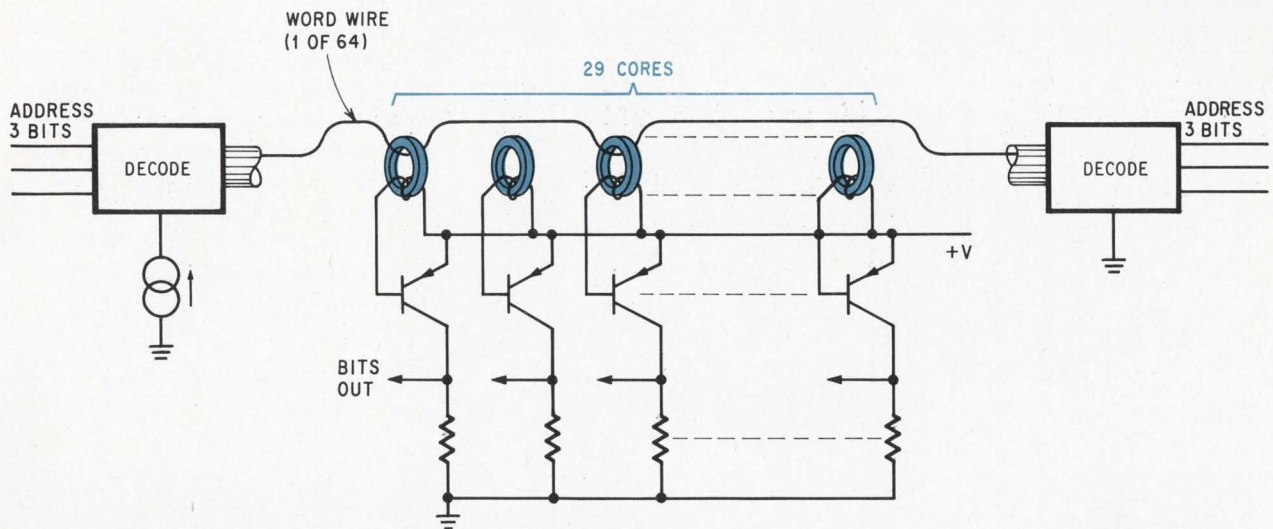 WORD WIRE
(1 OF 64)
29 CORES
ADDRESS
3 BITS
DECODE
ADDRESS
3 BITS
DECODE
+V
BITS
OUT